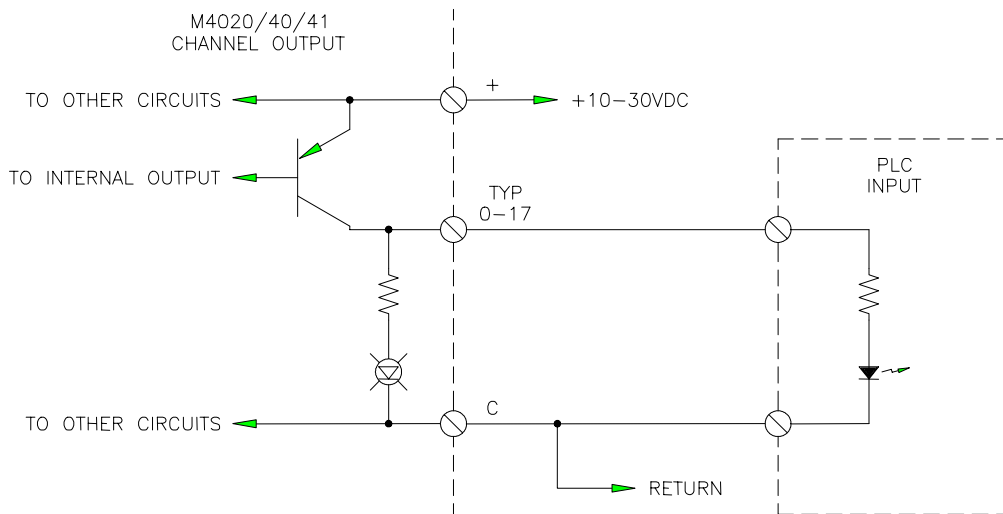 M4020/40/41
CHANNEL OUTPUT
TO OTHER CIRCUITS
+
+10-30VDC
TO INTERNAL OUTPUT
PLC
INPUT
TYP
0-17
TO OTHER CIRCUITS
C
RETURN